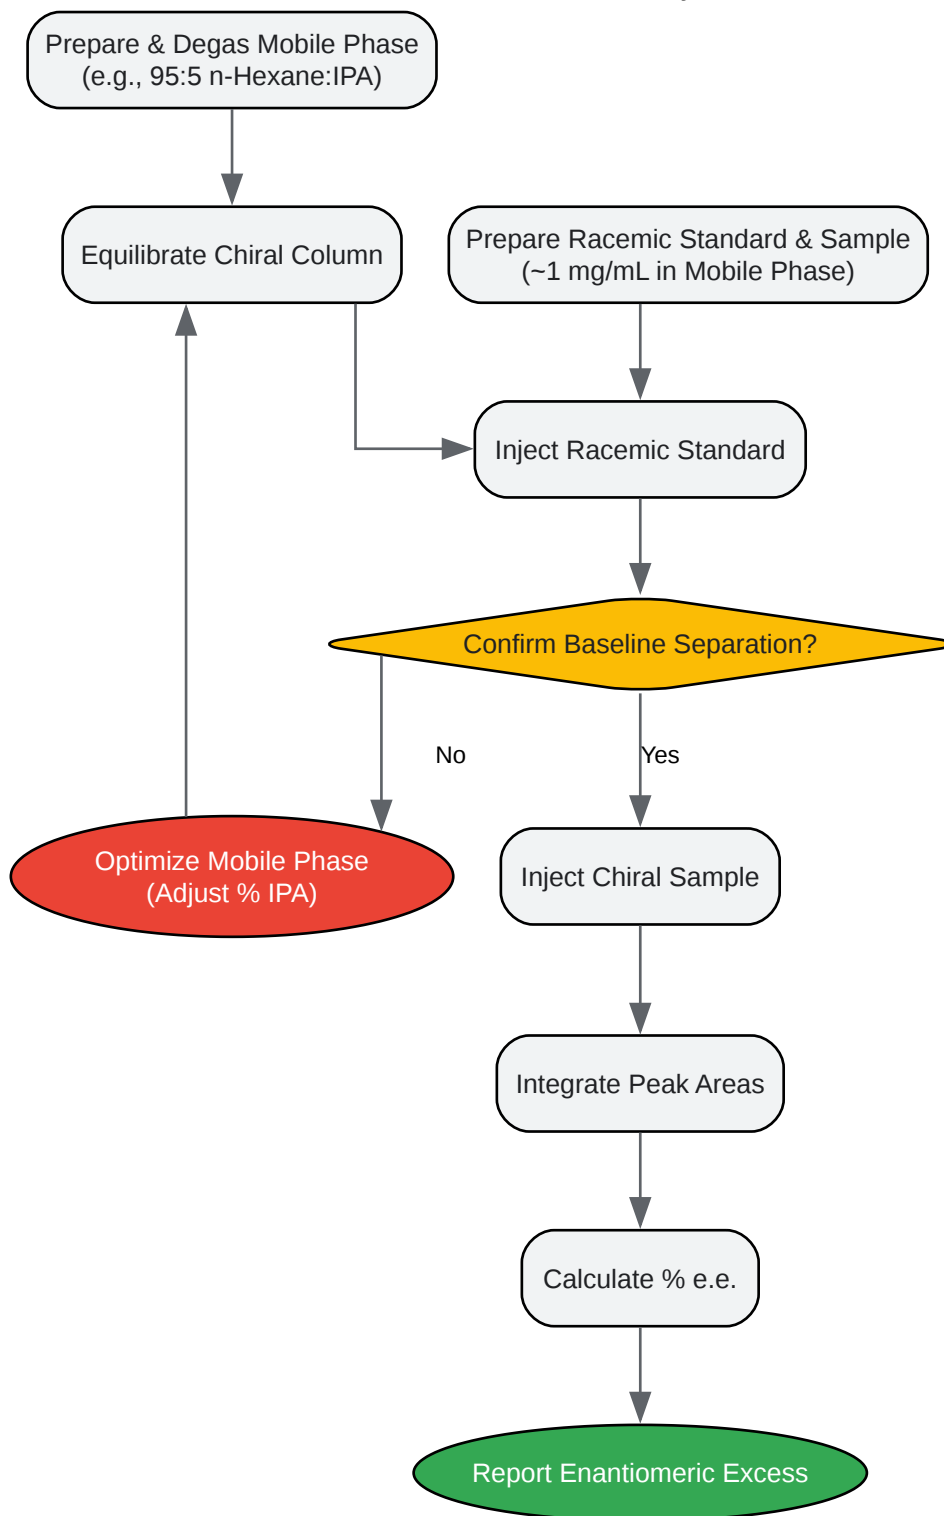 Prepare & Degas Mobile Phase
(e.g., 95:5 n-Hexane:IPA)
Equilibrate Chiral Column
Prepare Racemic Standard & Sample
(~1 mg/mL in Mobile Phase)
Inject Racemic Standard
Confirm Baseline Separation?
No
Yes
Optimize Mobile Phase
(Adjust % IPA)
Inject Chiral Sample
Integrate Peak Areas
Calculate % e.e.
Report Enantiomeric Excess